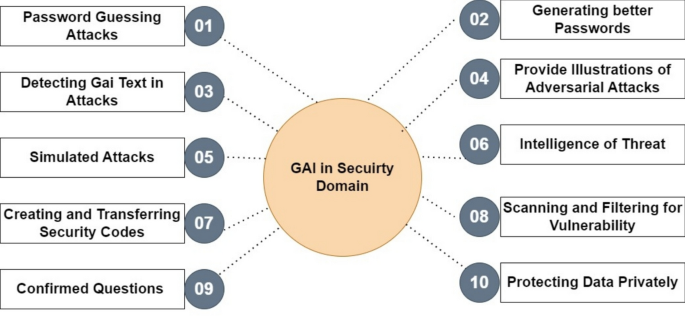 Password Guessing
Attacks
01
02
Generating better
Passwords
Detecting Gai Text in
Attacks
03
04
Provide Illustrations of
Adversarial Attacks
Simulated Attacks
05
06
Intelligence of Threat
GAI in Secuirty
Domain
Creating and Transferring
Security Codes
07
08
Scanning and Filtering for
Vulnerability
Confirmed Questions
09
10
Protecting Data Privately